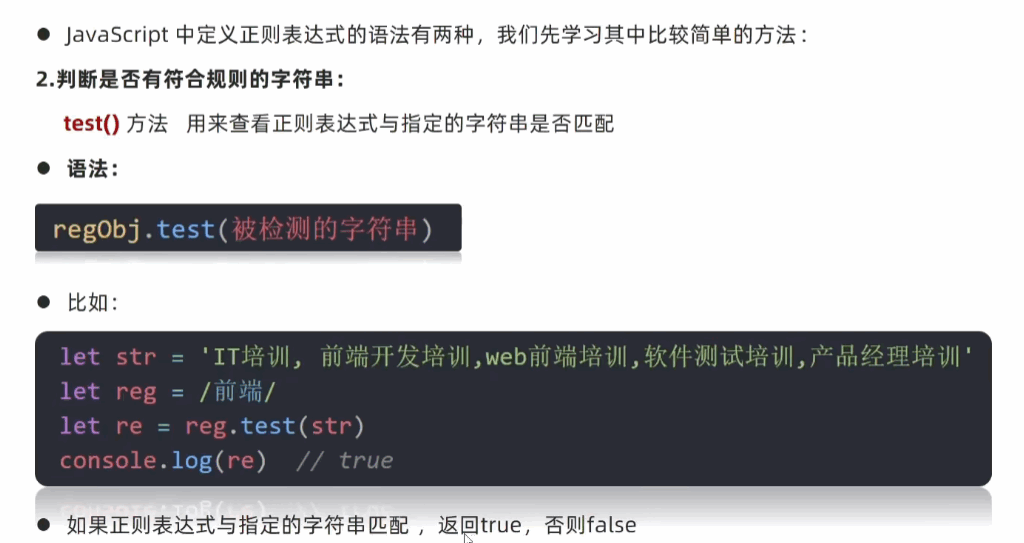 ● JavaScript 中定义正则表达式的语法有两种，我们先学习其中比较简单的方法：
2.判断是否有符合规则的字符串：
test() 方法 用来查看正则表达式与指定的字符串是否匹配
● 语法：
regObj.test(被检测的字符串)
● 比如：
let str = 'IT培训, 前端开发培训,web前端培训,软件测试培训,产品经理培训'
let reg = /前端/
let re = reg.test(str)
console.log(re) // true
● 如果正则表达式与指定的字符串匹配 ，返回true，否则false